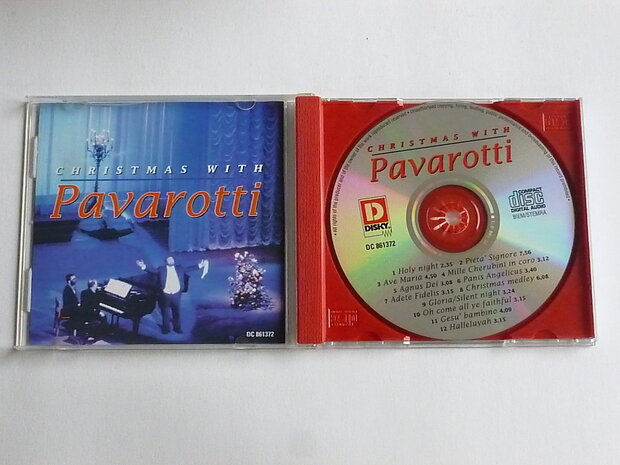 CHRISTMAS WITH
Pavarotti
DC 861372
CHRISTMAS WITH
Pavarotti
DISKY
DC 861372
COMPACT
disc
DIGITAL AUDIO
BIEM/STEMRA
1 Holy night 2,35 2 Pieta' Signore 7,56
3 Ave Maria 4,50 4 Mille Cherubini in coro 3,12
5 Agnus Dei 3,08 6 Panis Angelicus 3,40
7 Adete Fidelis 3,15 8 Christmas medley 6,08
9 Gloria/Silent night 3,24
10 Oh come all ye faithful 3,15
11 Gesu' bambino 4,09
12 Halleluyah 3,15